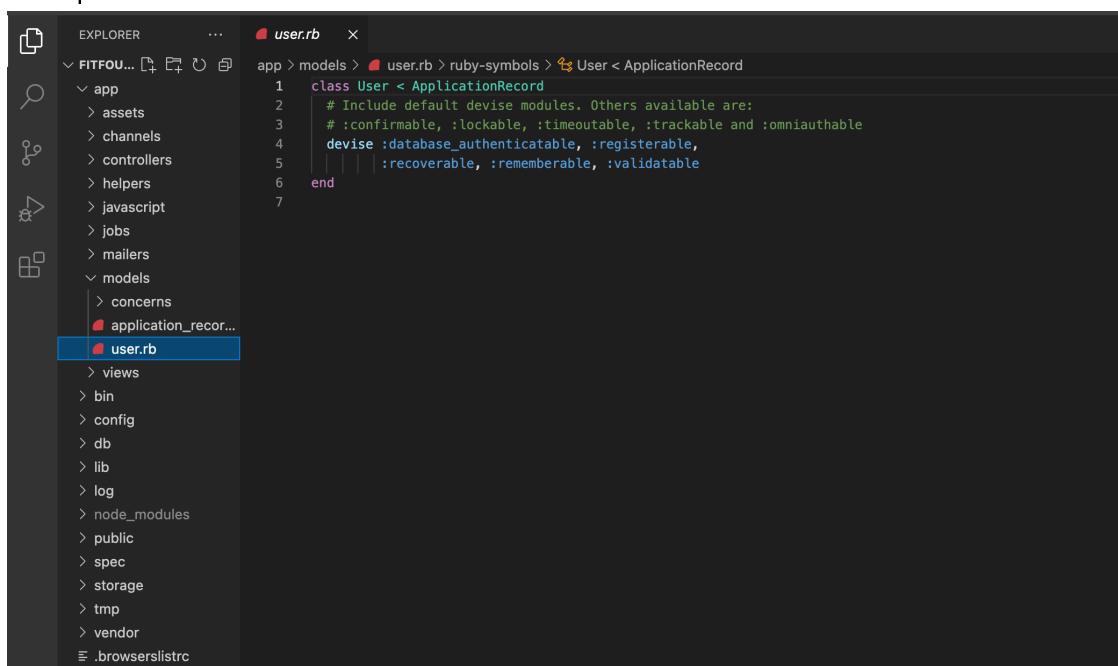 EXPLORER
···
user.rb
FITFOU...
app > models > user.rb > ruby-symbols > User < ApplicationRecord
app
assets
channels
controllers
helpers
javascript
jobs
mailers
models
concerns
application_recor...
user.rb
views
bin
config
db
lib
log
node_modules
public
spec
storage
tmp
vendor
.browserslistrc
1 class User < ApplicationRecord
2 # Include default devise modules. Others available are:
3 # :confirmable, :lockable, :timeoutable, :trackable and :omniauthable
4 devise :database_authenticatable, :registerable,
5 :recoverable, :rememberable, :validatable
6 end
7